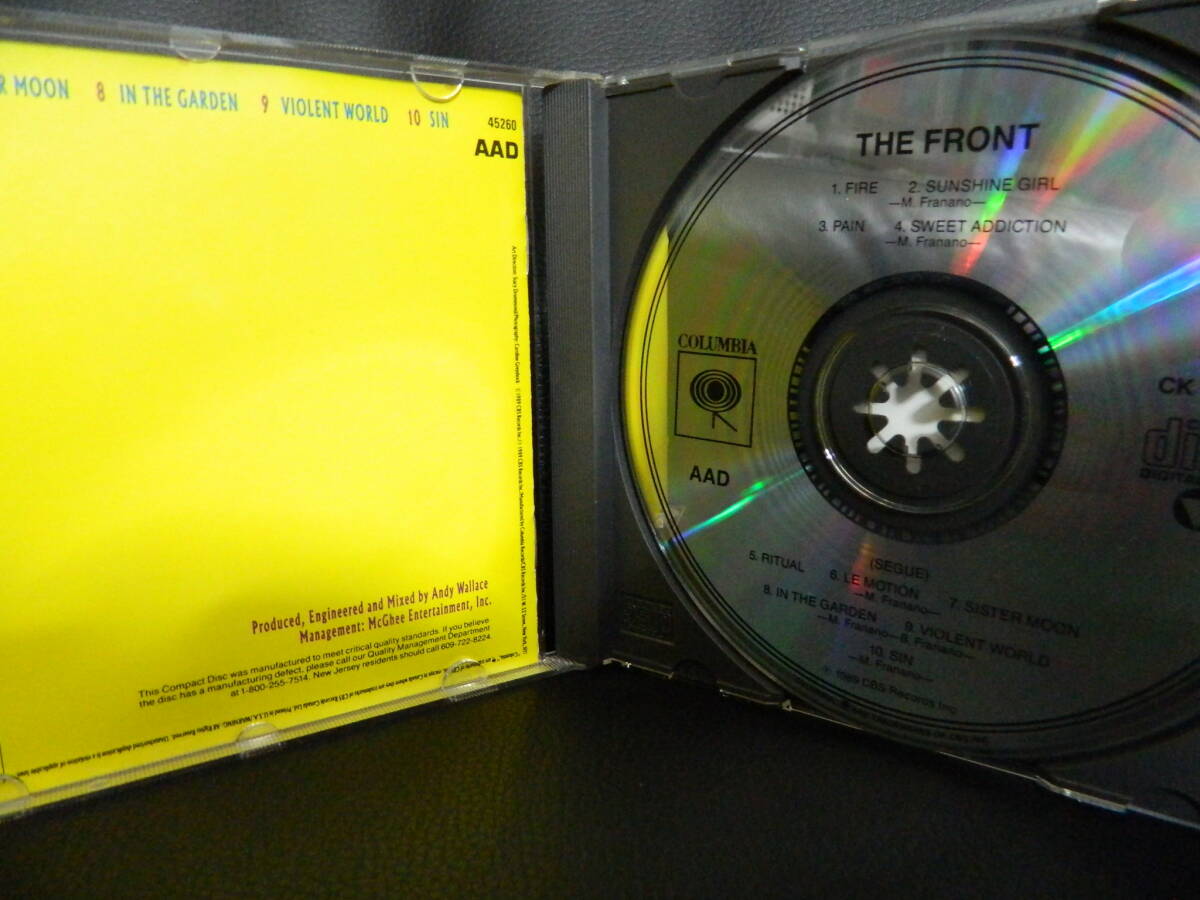 R MOON 8 IN THE GARDEN 9 VIOLENT WORLD 10 SIN
45260
AAD
Produced, Engineered and Mixed by Andy Wallace
Management: McGhee Entertainment, Inc.
This Compact Disc was manufactured to meet critical quality standards. If you believe
the disc has a manufacturing defect, please call our Quality Management Department
at 1-800-255-7514. New Jersey residents should call 609-722-8224.
THE FRONT
1. FIRE 2. SUNSHINE GIRL
—M. Franano—
3. PAIN 4. SWEET ADDICTION
—M. Franano—
COLUMBIA
AAD
CK
di
DIGITA
(SEGUE)
5. RITUAL 6. LE MOTION 7. SISTER MOON
—M. Franano—
8. IN THE GARDEN 9. VIOLENT WORLD
—M. Franano—B. Franano—
10. SIN
—M. Franano—
1989 CBS Records Inc.